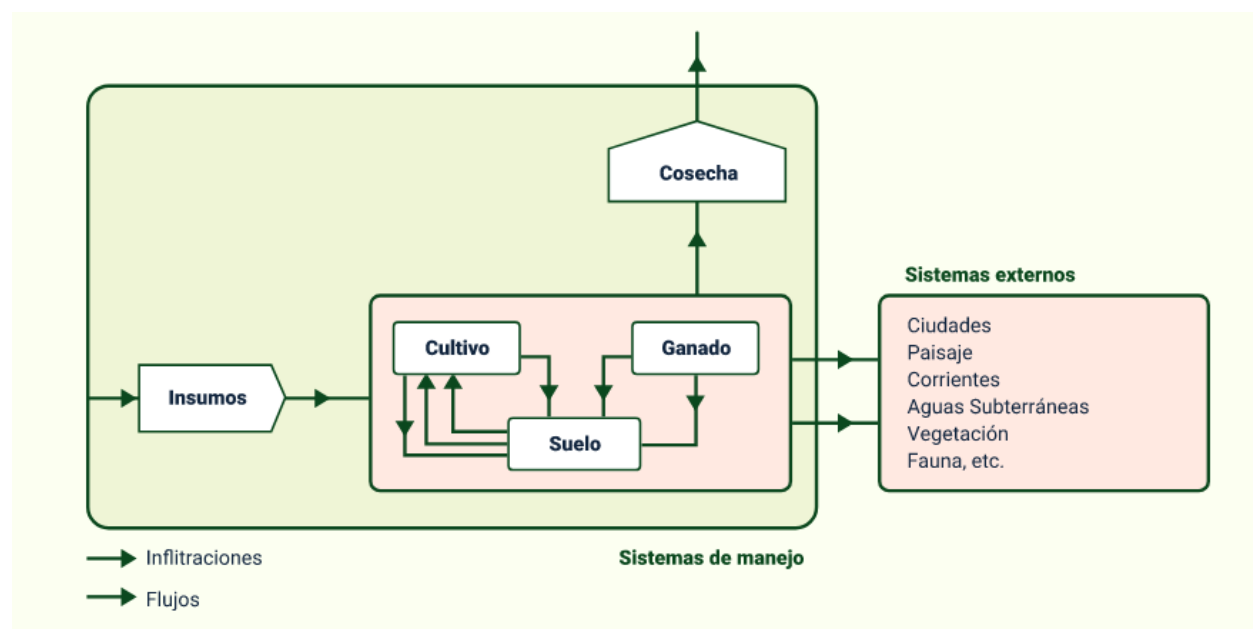 Cosecha
Sistemas externos
Ciudades
Paisaje
Corrientes
Aguas Subterráneas
Vegetación
Fauna, etc.
Cultivo
Ganado
Insumos
Suelo
Inflitraciones
Sistemas de manejo
Flujos